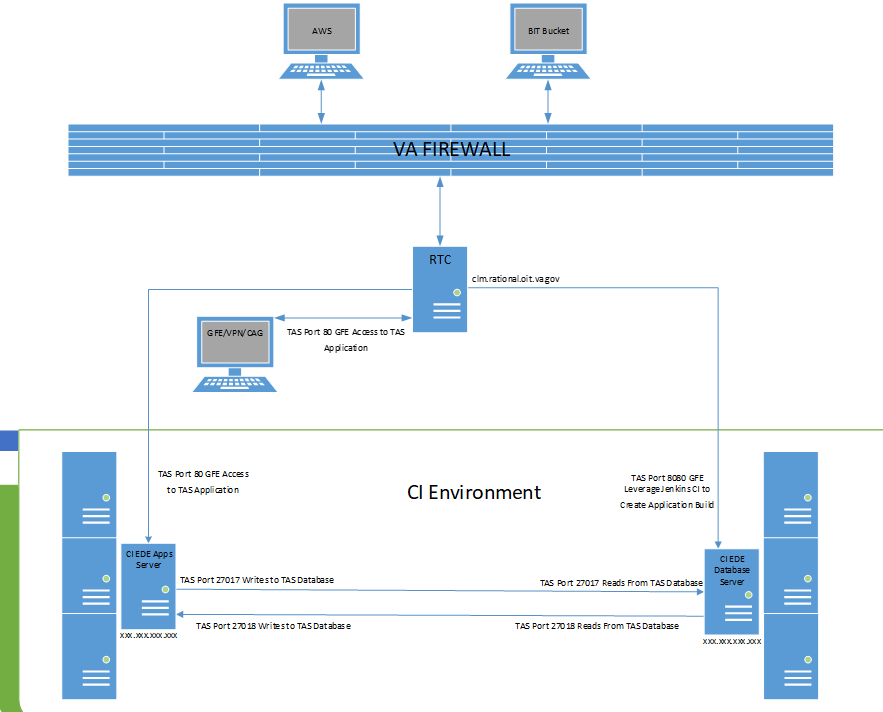 AWS
BIT Bucket
VA FIREWALL
RTC
clm.rational.oit.va.gov
GFE/VPN/CAG
TAS Port 80 GFE Access to TAS
Application
TAS Port 80 GFE Access
to TAS Application
CI Environment
TAS Port 8080 GFE
Leverage Jenkins CI to
Create Application Build
CI EDE Apps
Server
CI EDE
Database
Server
TAS Port 27017 Writes to TAS Database
TAS Port 27017 Reads From TAS Database
TAS Port 27018 Writes to TAS Database
TAS Port 27018 Reads From TAS Database
xxx.xxx.xxx.xxx
xxx.xxx.xxx.xxx